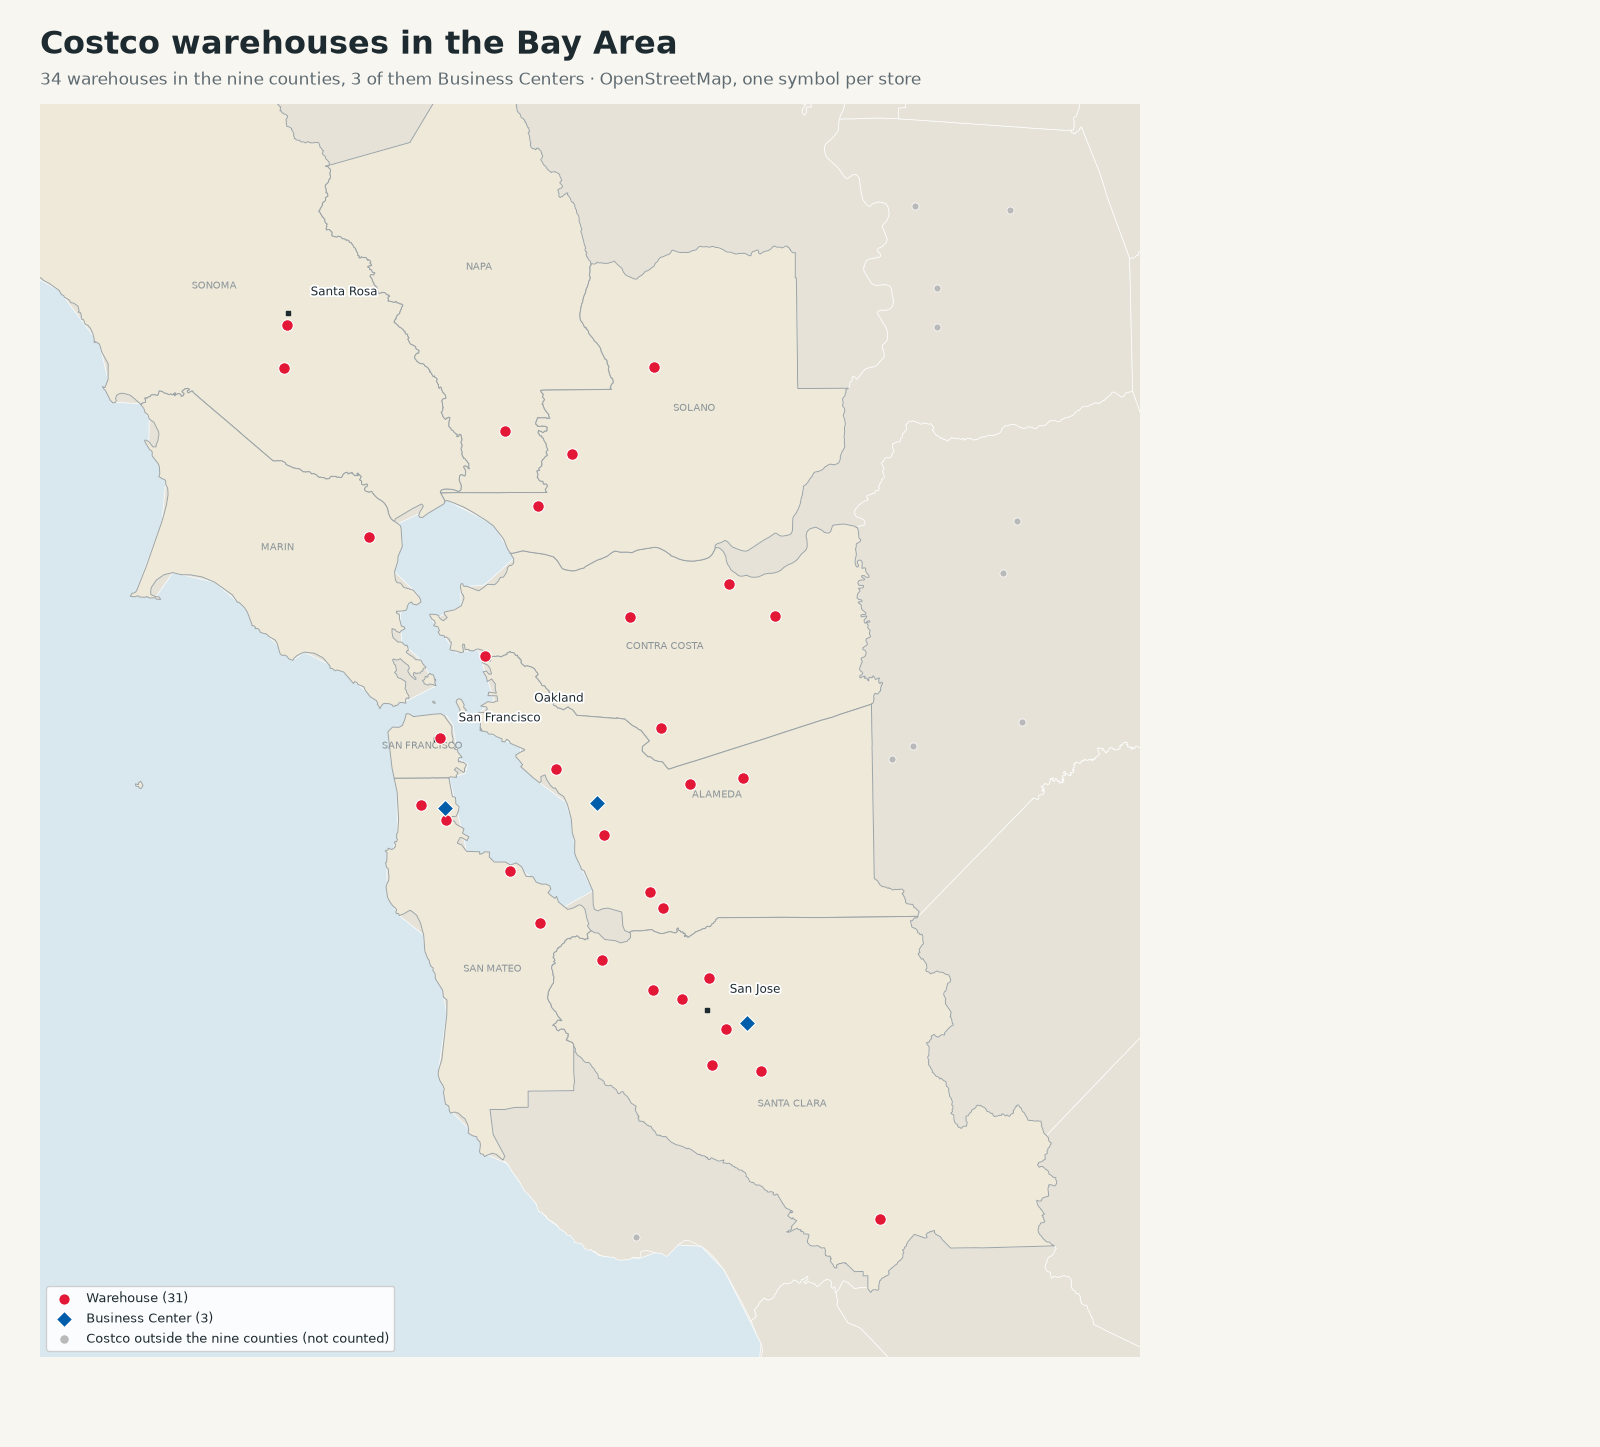 Costco warehouses in the Bay Area
34 warehouses in the nine counties, 3 of them Business Centers · OpenStreetMap, one symbol per store
NAPA
SONOMA
Santa Rosa
SOLANO
MARIN
CONTRA COSTA
Oakland
San Francisco
SAN FRANCISCO
ALAMEDA
SAN MATEO
San Jose
SANTA CLARA
Warehouse (31)
Business Center (3)
Costco outside the nine counties (not counted)